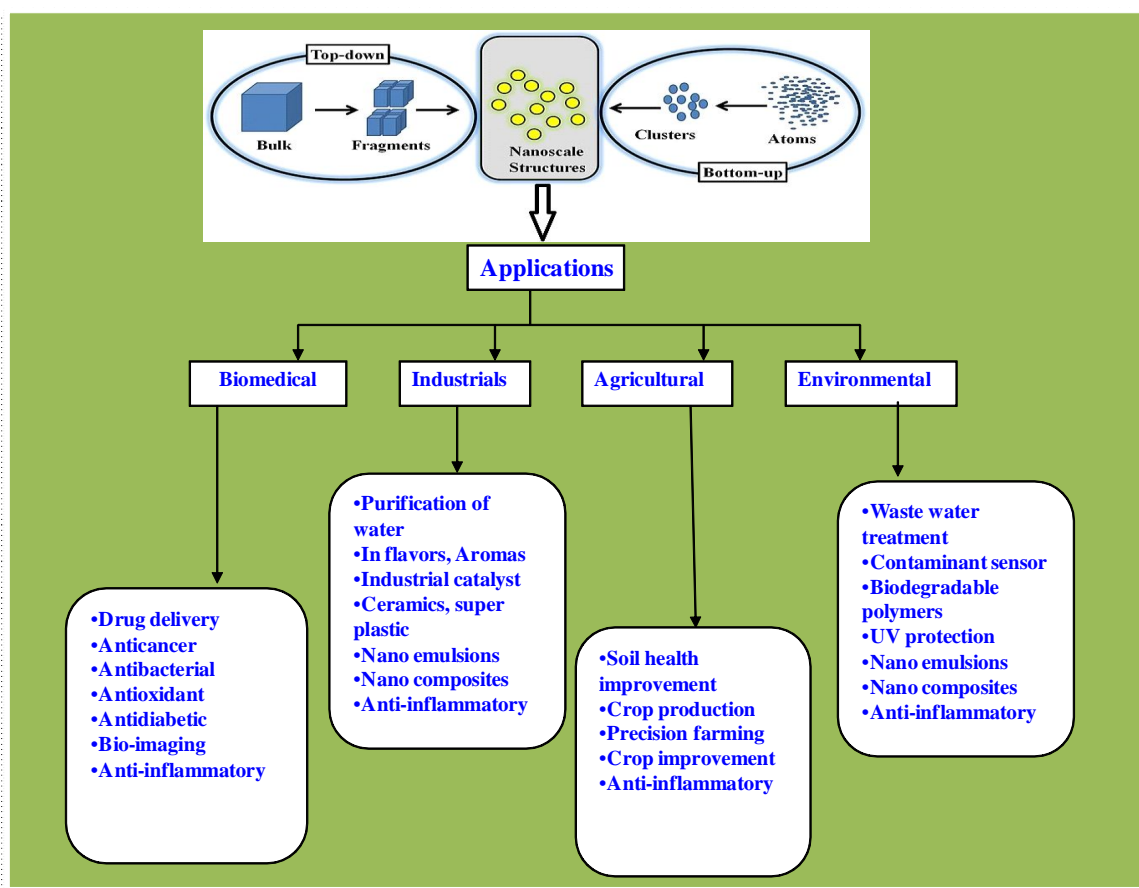 Top-down
Bulk
Fragments
Nanoscale
Structures
Clusters
Atoms
Bottom-up
Applications
Biomedical
Industrials
Agricultural
Environmental
•Drug delivery
•Anticancer
•Antibacterial
•Antioxidant
•Antidiabetic
•Bio-imaging
•Anti-inflammatory
•Purification of
water
•In flavors, Aromas
•Industrial catalyst
•Ceramics, super
plastic
•Nano emulsions
•Nano composites
•Anti-inflammatory
•Soil health
improvement
•Crop production
•Precision farming
•Crop improvement
•Anti-inflammatory
•Waste water
treatment
•Contaminant sensor
•Biodegradable
polymers
•UV protection
•Nano emulsions
•Nano composites
•Anti-inflammatory